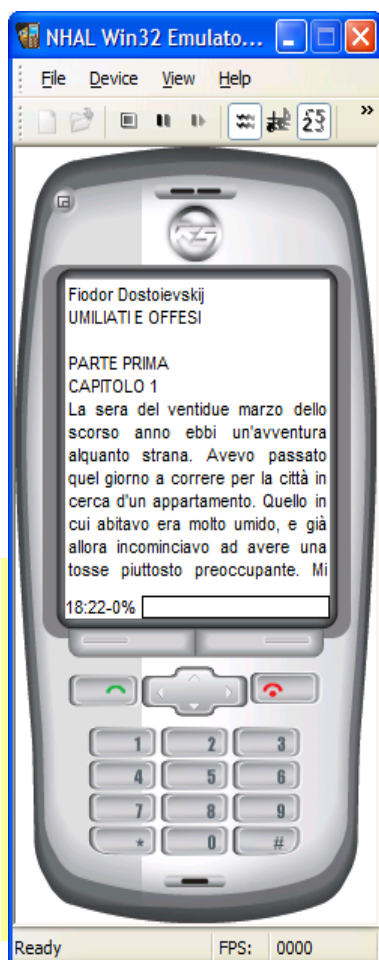 NHAL Win32 Emulato...
File Device View Help
»
Fiodor Dostoievskij
UMILIATI E OFFESI
PARTE PRIMA
CAPITOLO 1
La sera del ventidue marzo dello
scorso anno ebbi un'avventura
alquanto strana. Avevo passato
quel giorno a correre per la città in
cerca d'un appartamento. Quello in
cui abitavo era molto umido, e già
allora incominciavo ad avere una
tosse piuttosto preoccupante. Mi
18:22-0%
1 2 3
4 5 6
7 8 9
* 0 #
Ready FPS: 0000